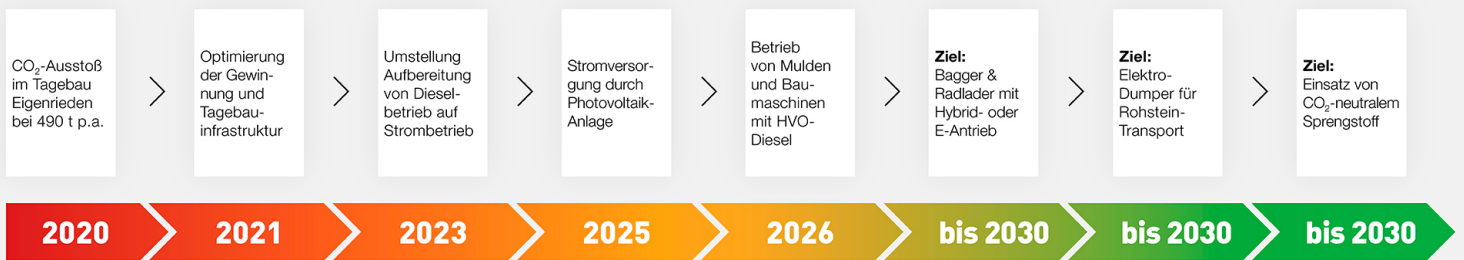 CO₂-Ausstoß
im Tagebau
Eigenrieden
bei 490 t p.a.
Optimierung
der Gewin-
nung und
Tagebau-
infrastruktur
Umstellung
Aufbereitung
von Diesel-
betrieb auf
Strombetrieb
Stromversor-
gung durch
Photovoltaik-
Anlage
Betrieb
von Mulden
und Bau-
maschinen
mit HVO-
Diesel
Ziel:
Bagger &
Radlader mit
Hybrid- oder
E-Antrieb
Ziel:
Elektro-
Dumper für
Rohstein-
Transport
Ziel:
Einsatz von
CO₂-neutralem
Sprengstoff
2020
2021
2023
2025
2026
bis 2030
bis 2030
bis 2030